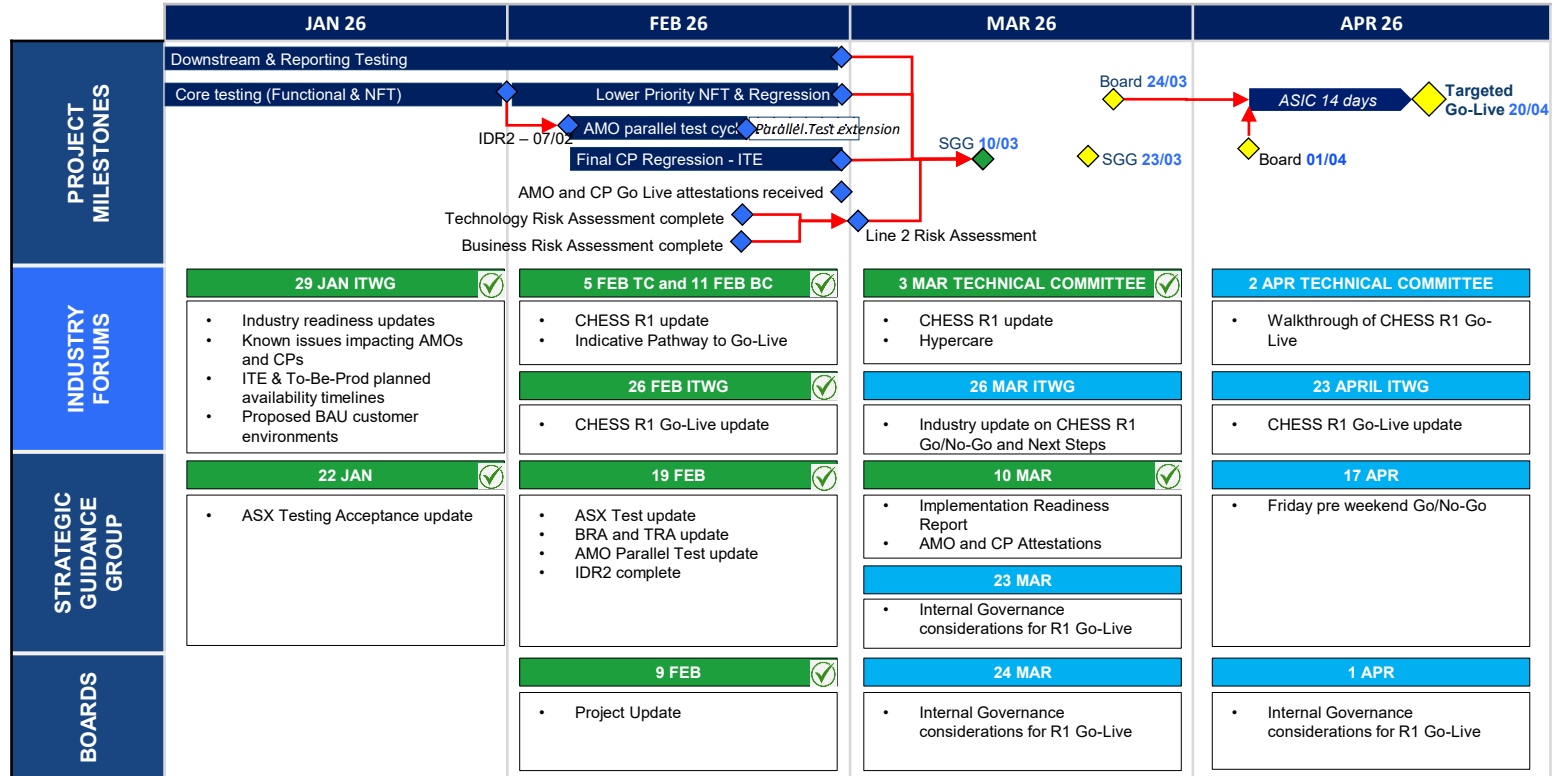 JAN 26
FEB 26
MAR 26
APR 26
PROJECT
MILESTONES
Downstream & Reporting Testing
Core testing (Functional & NFT)
Lower Priority NFT & Regression
IDR2 – 07/02
AMO parallel test cycl
Parallel Test extension
Final CP Regression - ITE
AMO and CP Go Live attestations received
Technology Risk Assessment complete
Business Risk Assessment complete
Line 2 Risk Assessment
SGG 10/03
Board 24/03
SGG 23/03
ASIC 14 days
Board 01/04
Targeted
Go-Live 20/04
INDUSTRY
FORUMS
29 JAN ITWG
• Industry readiness updates
• Known issues impacting AMOs
and CPs
• ITE & To-Be-Prod planned
availability timelines
• Proposed BAU customer
environments
5 FEB TC and 11 FEB BC
• CHESS R1 update
• Indicative Pathway to Go-Live
26 FEB ITWG
• CHESS R1 Go-Live update
3 MAR TECHNICAL COMMITTEE
• CHESS R1 update
• Hypercare
26 MAR ITWG
• Industry update on CHESS R1
Go/No-Go and Next Steps
2 APR TECHNICAL COMMITTEE
• Walkthrough of CHESS R1 Go-
Live
23 APRIL ITWG
• CHESS R1 Go-Live update
STRATEGIC
GUIDANCE
GROUP
22 JAN
• ASX Testing Acceptance update
19 FEB
• ASX Test update
• BRA and TRA update
• AMO Parallel Test update
• IDR2 complete
10 MAR
• Implementation Readiness
Report
• AMO and CP Attestations
23 MAR
• Internal Governance
considerations for R1 Go-Live
17 APR
• Friday pre weekend Go/No-Go
BOARDS
9 FEB
• Project Update
24 MAR
• Internal Governance
considerations for R1 Go-Live
1 APR
• Internal Governance
considerations for R1 Go-Live